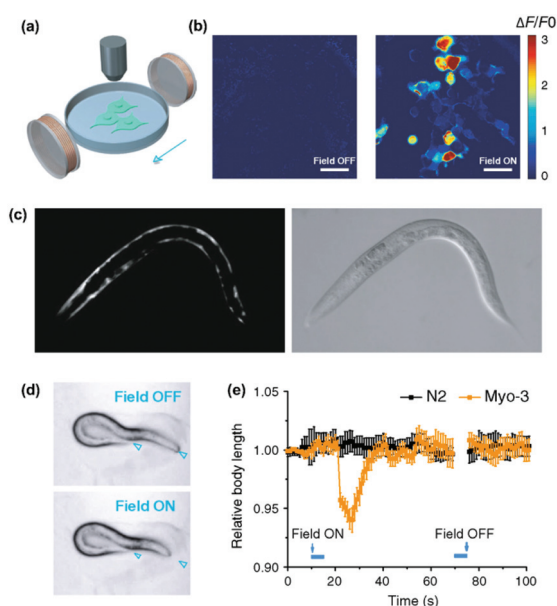 (a)
(b)
ΔF/F0
3
2
1
0
Field OFF
Field ON
(c)
(d)
Field OFF
Field ON
(e)
N2
Myo-3
1.05
1.00
0.95
0.90
Relative body length
Field ON
Field OFF
0
20
40
60
80
100
Time (s)